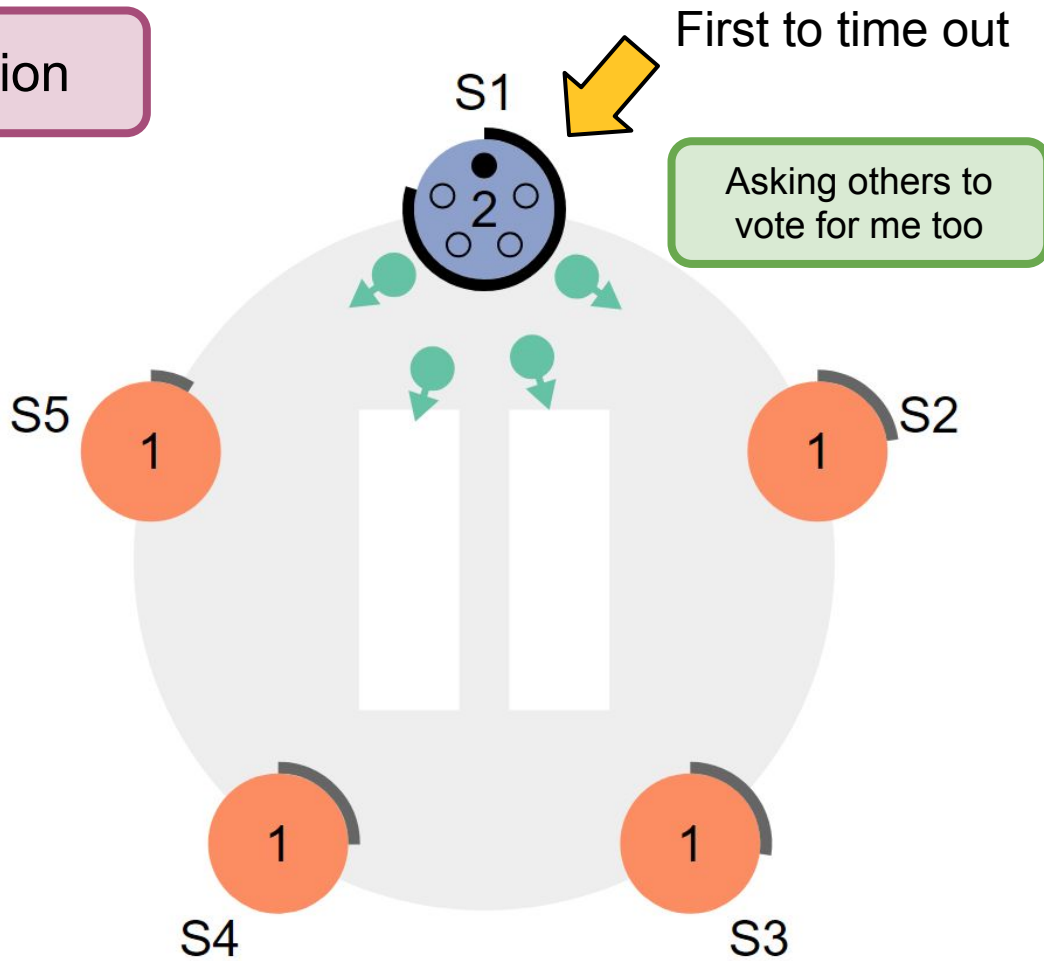 ion
First to time out
S1
2
Asking others to
vote for me too
S5
1
1
S2
1
1
S4
S3